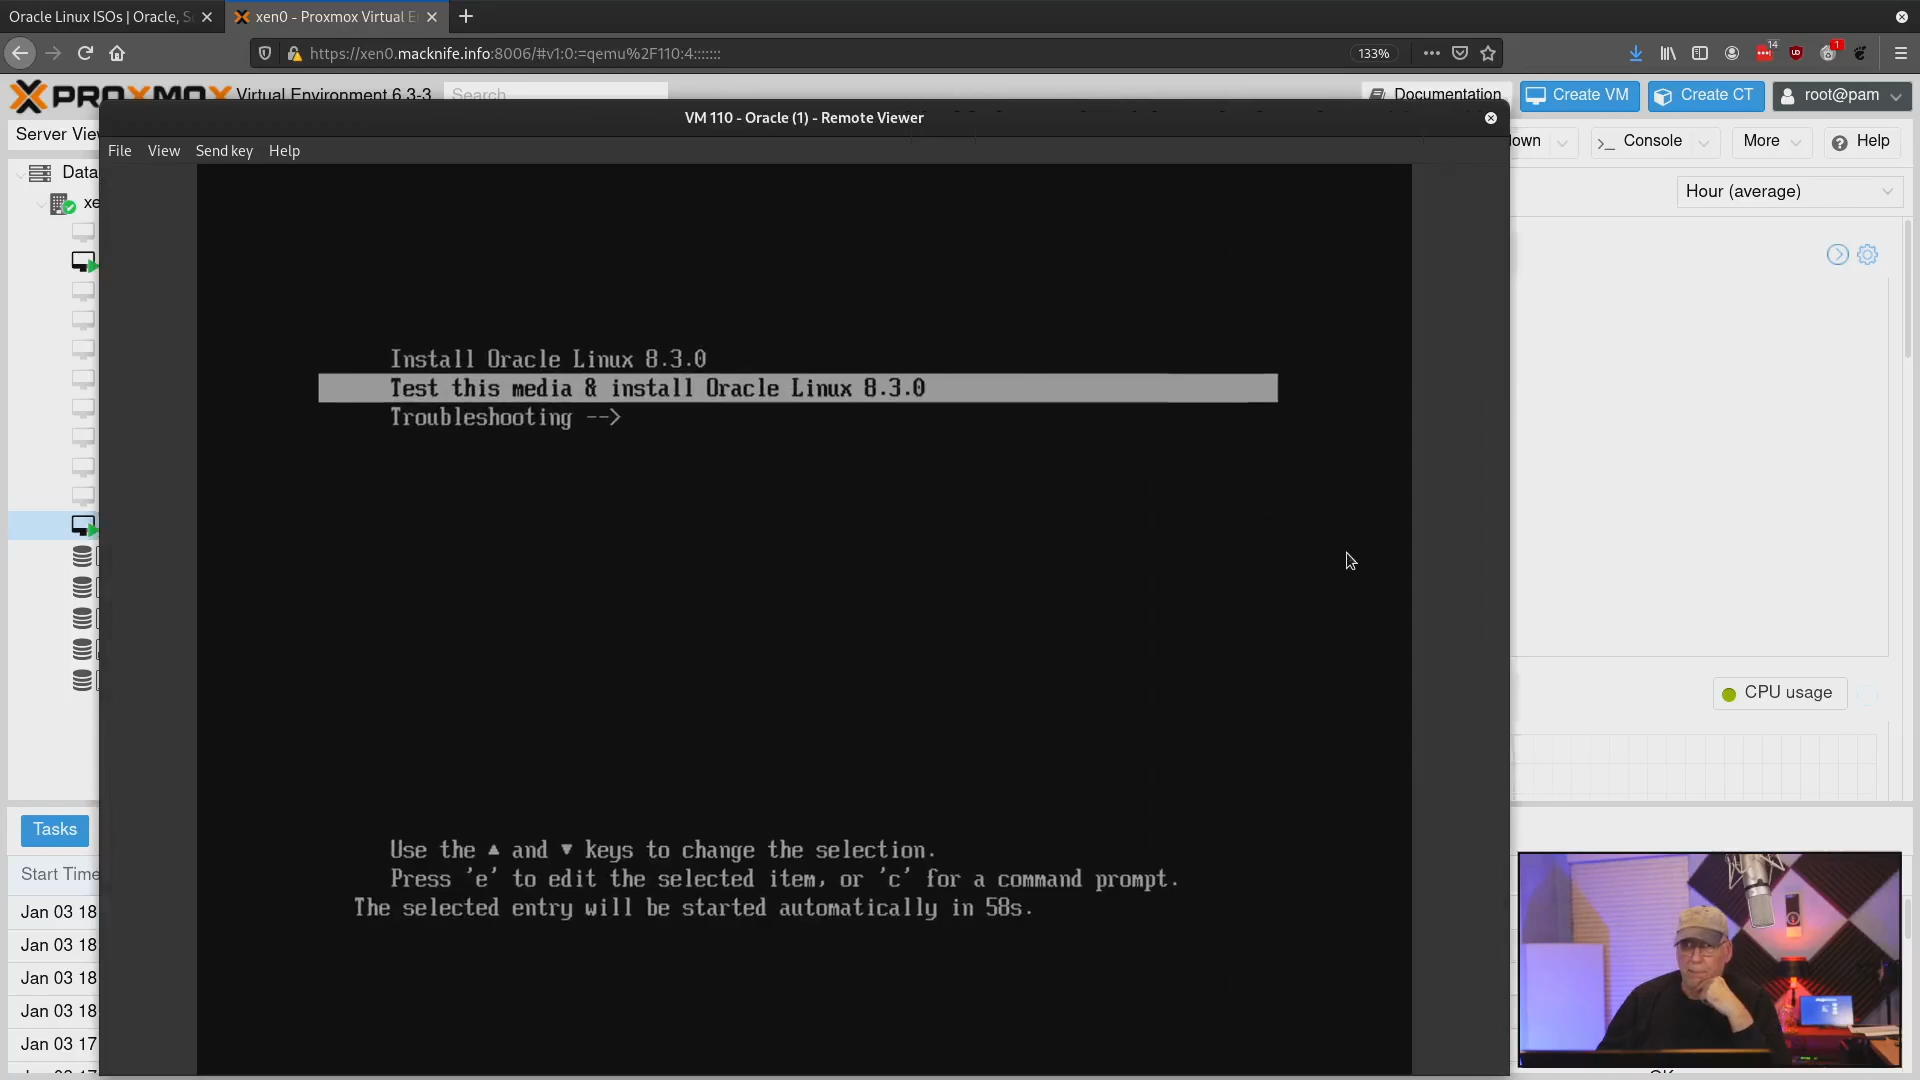 Oracle Linux ISOs | Oracle, S
xen0 - Proxmox Virtual E
https://xen0.macknife.info:8006/#v1:0:=qemu%2F110:4:::::::
133%
14
1
PROXMOX Virtual Environment 6.3-3
Search
Documentation
Create VM
Create CT
root@pam
Server View
VM 110 - Oracle (1) - Remote Viewer
own
Console
More
Help
File View Send key Help
Data
xe
Hour (average)
Install Oracle Linux 8.3.0
Test this media & install Oracle Linux 8.3.0
Troubleshooting -->
CPU usage
Tasks
Use the ▲ and ▼ keys to change the selection.
Press 'e' to edit the selected item, or 'c' for a command prompt.
The selected entry will be started automatically in 58s.
Start Time
Jan 03 18
Jan 03 18
Jan 03 18
Jan 03 18
Jan 03 17